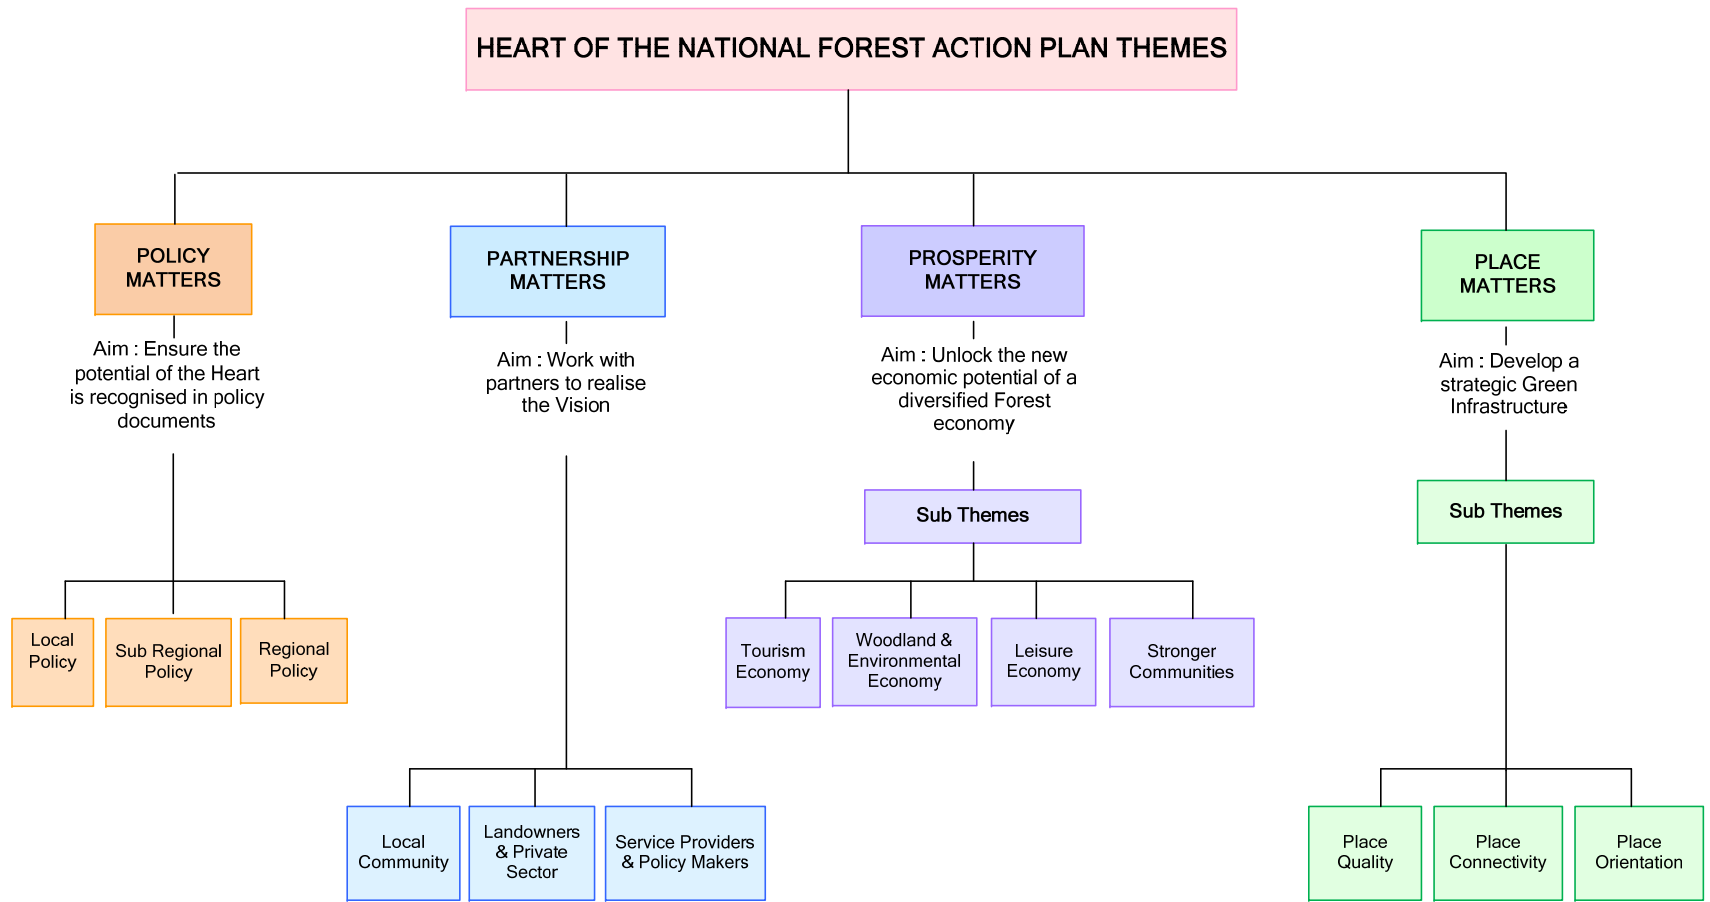 HEART OF THE NATIONAL FOREST ACTION PLAN THEMES
POLICY
MATTERS
Aim : Ensure the
potential of the Heart
is recognised in policy
documents
Local
Policy
Sub Regional
Policy
Regional
Policy
PARTNERSHIP
MATTERS
Aim : Work with
partners to realise
the Vision
Local
Community
Landowners
& Private
Sector
Service Providers
& Policy Makers
PROSPERITY
MATTERS
Aim : Unlock the new
economic potential of a
diversified Forest
economy
Sub Themes
Tourism
Economy
Woodland &
Environmental
Economy
Leisure
Economy
Stronger
Communities
PLACE
MATTERS
Aim : Develop a
strategic Green
Infrastructure
Sub Themes
Place
Quality
Place
Connectivity
Place
Orientation